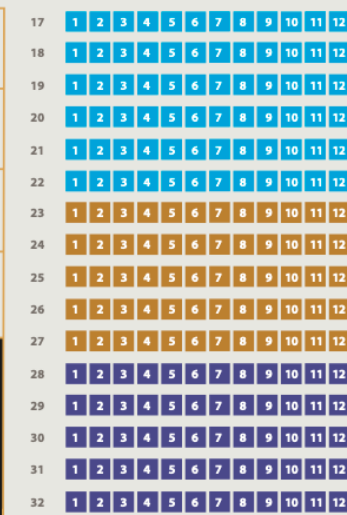 17 1 2 3 4 5 6 7 8 9 10 11 12
18 1 2 3 4 5 6 7 8 9 10 11 12
19 1 2 3 4 5 6 7 8 9 10 11 12
20 1 2 3 4 5 6 7 8 9 10 11 12
21 1 2 3 4 5 6 7 8 9 10 11 12
22 1 2 3 4 5 6 7 8 9 10 11 12
23 1 2 3 4 5 6 7 8 9 10 11 12
24 1 2 3 4 5 6 7 8 9 10 11 12
25 1 2 3 4 5 6 7 8 9 10 11 12
26 1 2 3 4 5 6 7 8 9 10 11 12
27 1 2 3 4 5 6 7 8 9 10 11 12
28 1 2 3 4 5 6 7 8 9 10 11 12
29 1 2 3 4 5 6 7 8 9 10 11 12
30 1 2 3 4 5 6 7 8 9 10 11 12
31 1 2 3 4 5 6 7 8 9 10 11 12
32 1 2 3 4 5 6 7 8 9 10 11 12